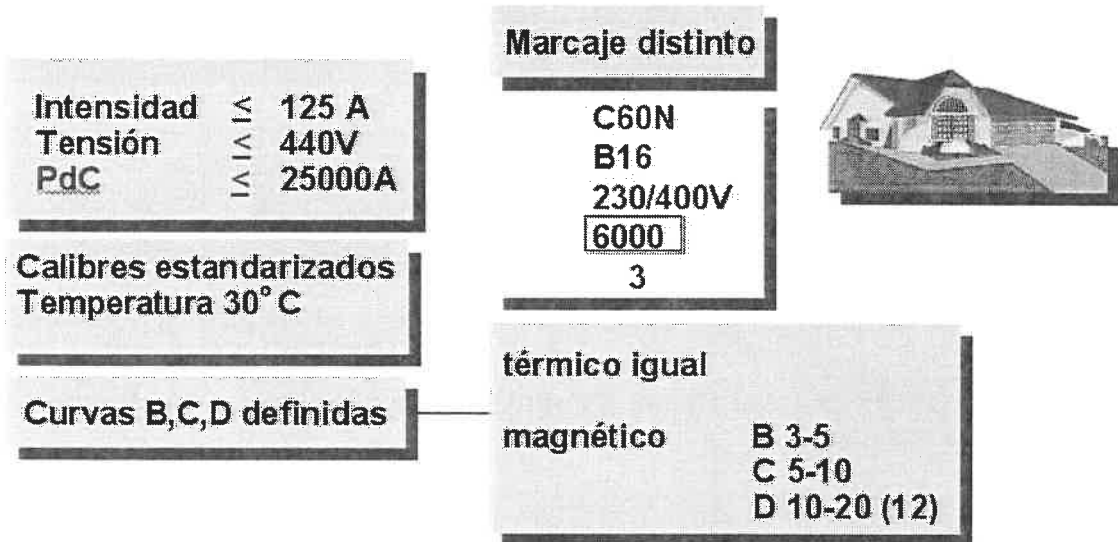 Marcaje distinto
Intensidad ≤ 125 A
Tensión ≤ 440V
PdC ≤ 25000A
C60N
B16
230/400V
6000
3
Calibres estandarizados
Temperatura 30° C
Curvas B,C,D definidas
térmico igual
magnético B 3-5
C 5-10
D 10-20 (12)